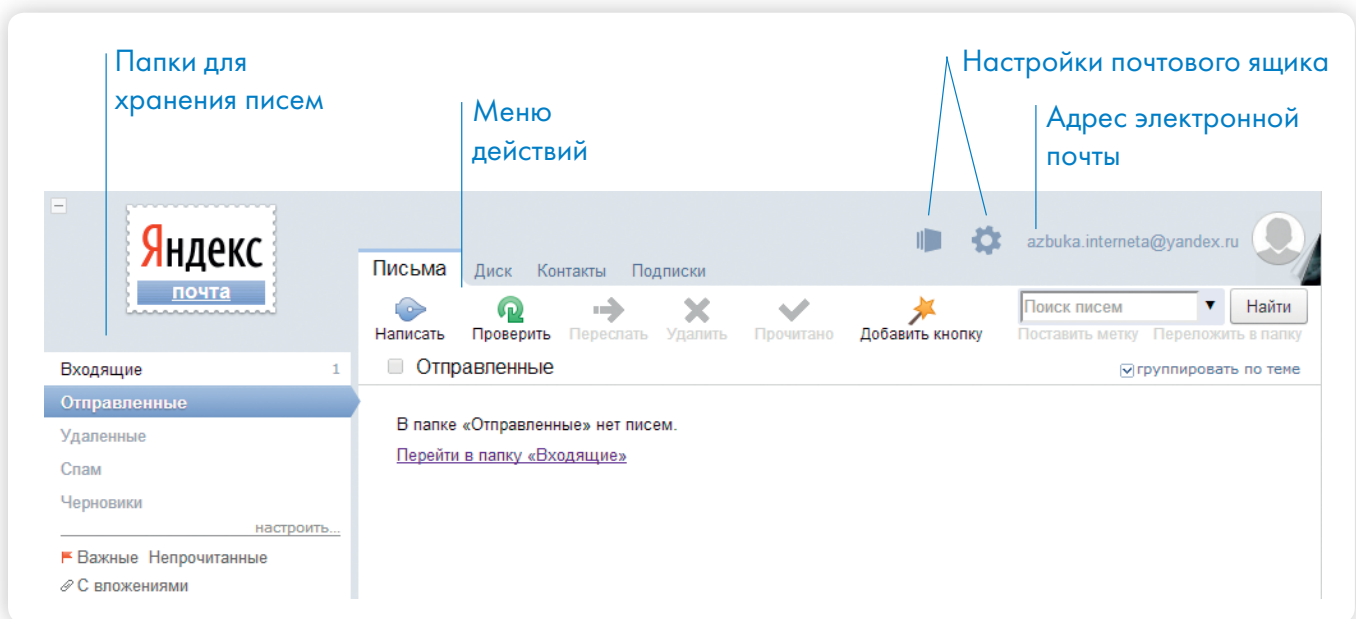 Папки для
хранения писем
Меню
действий
Настройки почтового ящика
Адрес электронной
почты
Яндекс
почта
azbuka.interneta@yandex.ru
Письма Диск Контакты Подписки
Написать Проверить Переслать Удалить Прочитано Добавить кнопку
Поиск писем Найти
Поставить метку Переложить в папку
Входящие 1
Отправленные
Удаленные
Спам
Черновики
настроить...
Важные Непрочитанные
С вложениями
Отправленные
группировать по теме
В папке «Отправленные» нет писем.
Перейти в папку «Входящие»